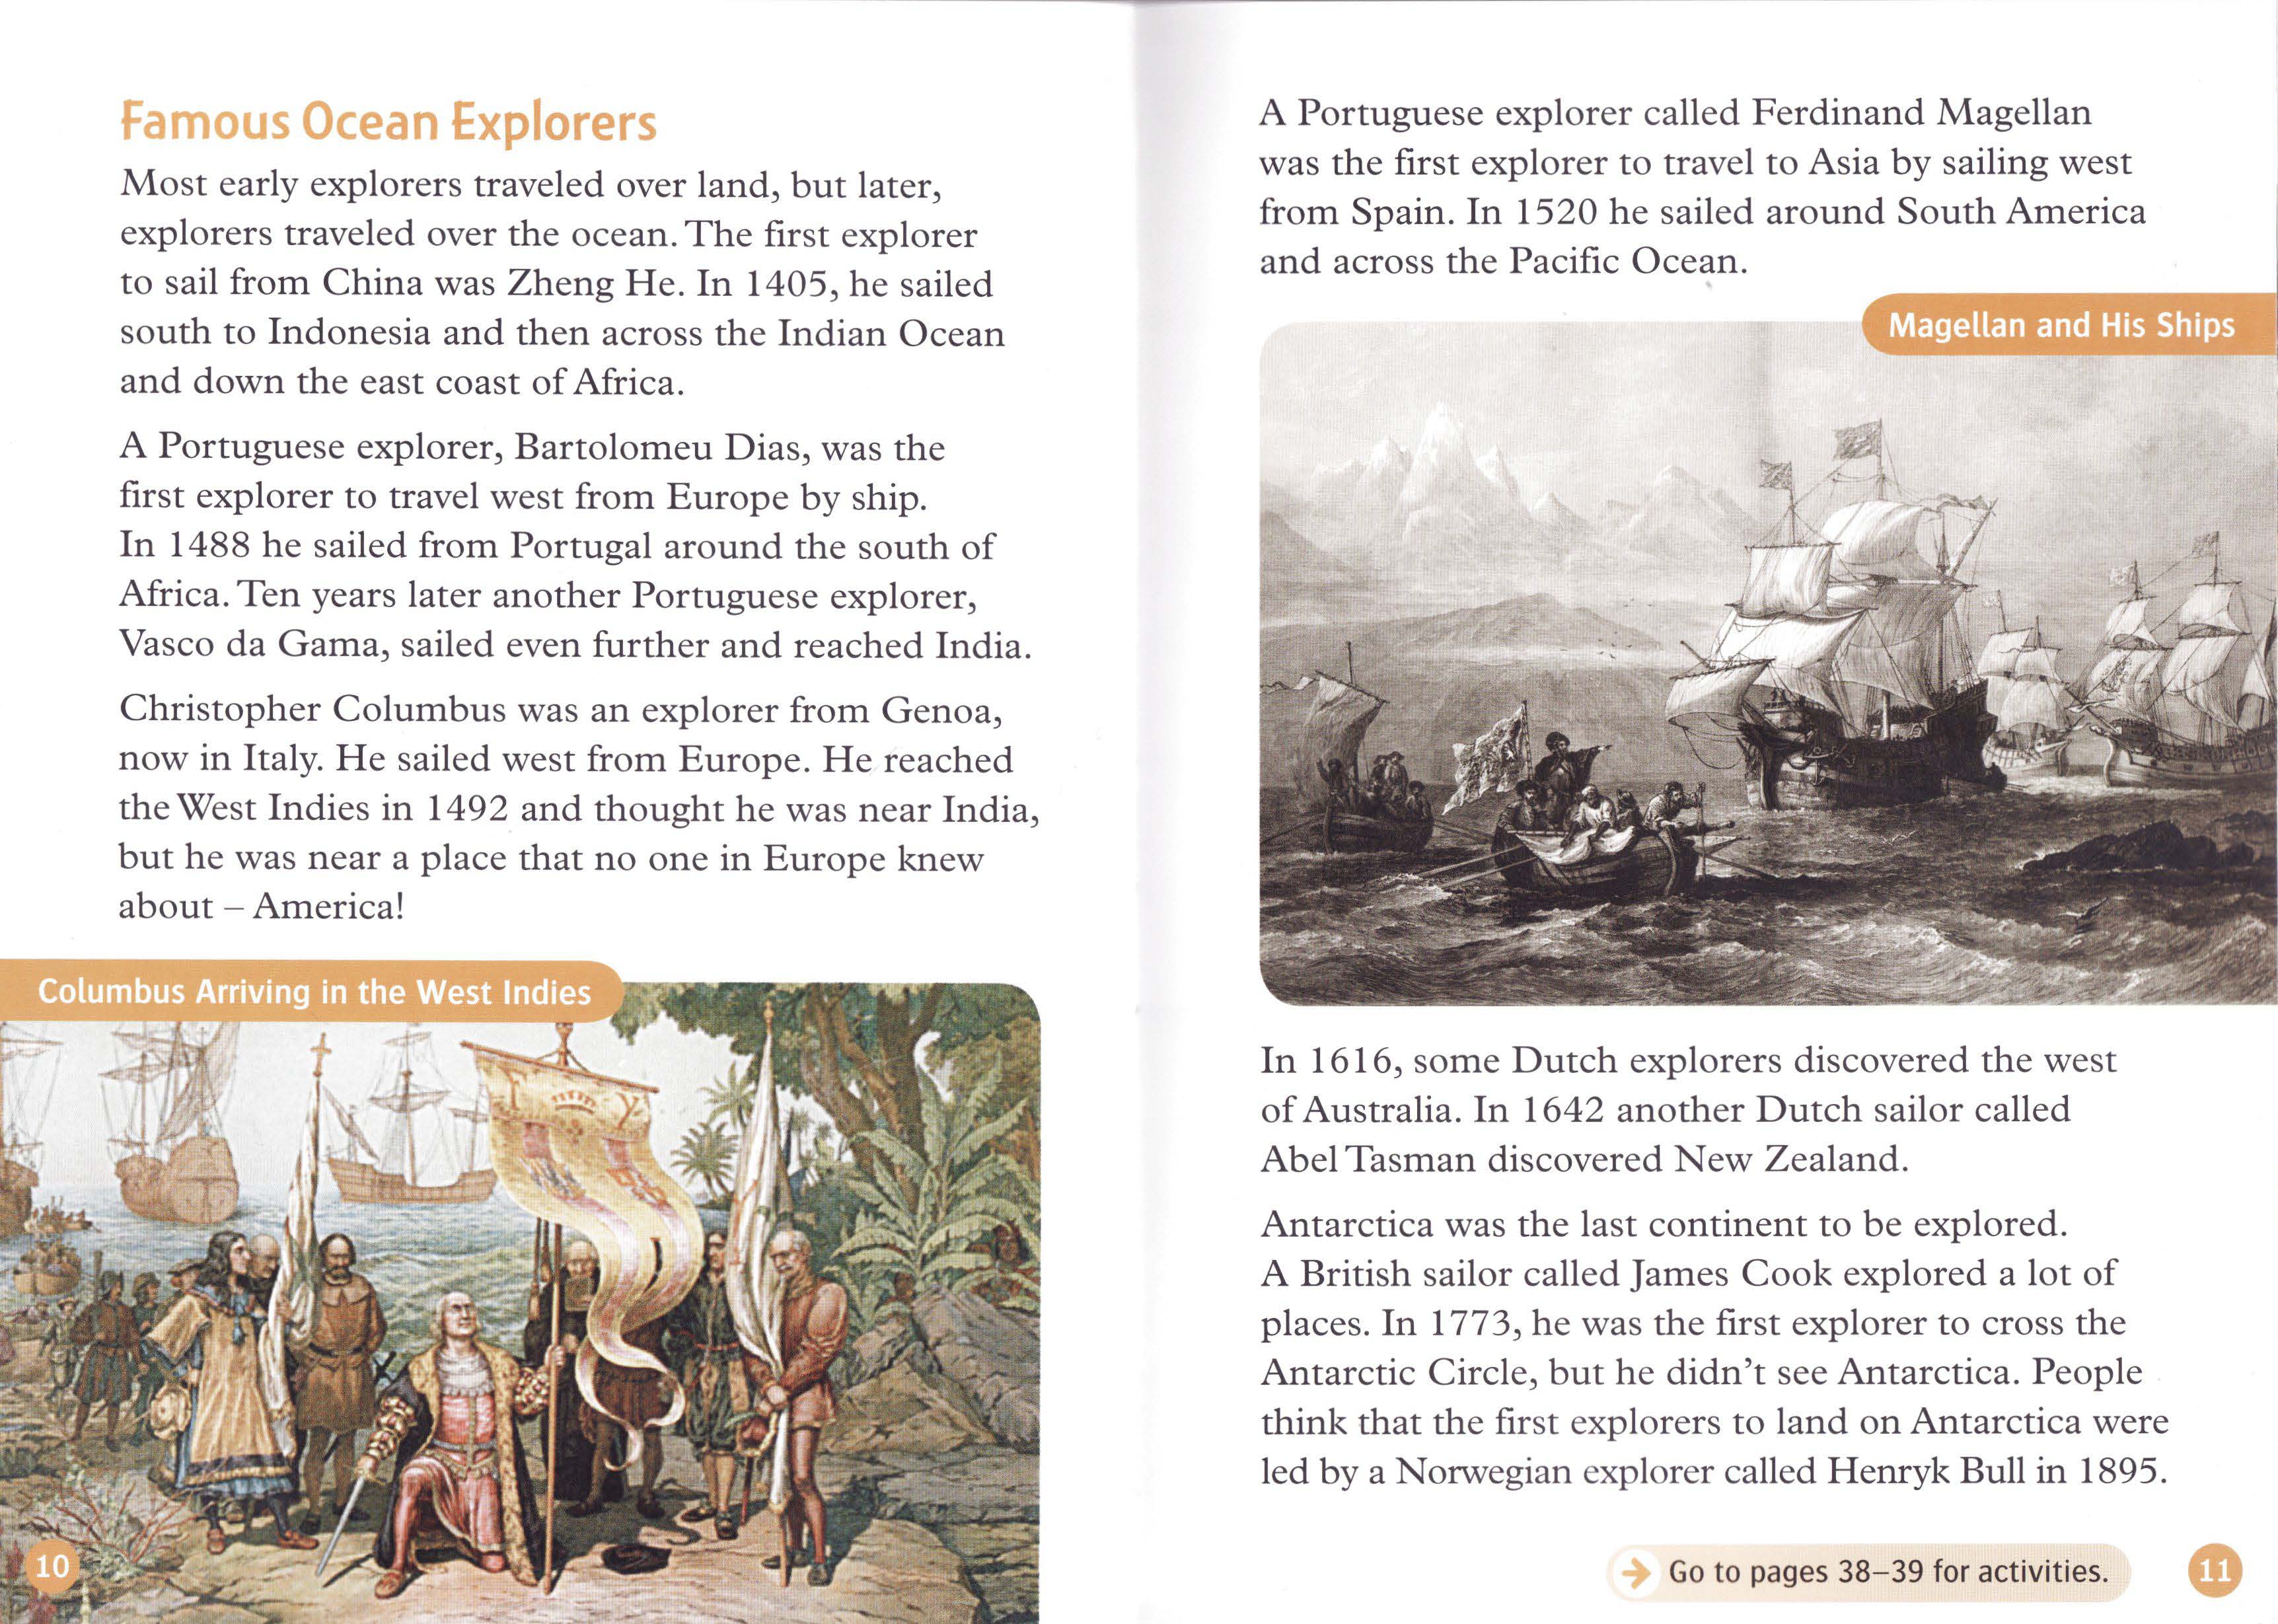 Famous Ocean Explorers
Most early explorers traveled over land, but later,
explorers traveled over the ocean. The first explorer
to sail from China was Zheng He. In 1405, he sailed
south to Indonesia and then across the Indian Ocean
and down the east coast of Africa.
A Portuguese explorer, Bartolomeu Dias, was the
first explorer to travel west from Europe by ship.
In 1488 he sailed from Portugal around the south of
Africa. Ten years later another Portuguese explorer,
Vasco da Gama, sailed even further and reached India.
Christopher Columbus was an explorer from Genoa,
now in Italy. He sailed west from Europe. He reached
the West Indies in 1492 and thought he was near India,
but he was near a place that no one in Europe knew
about – America!
Columbus Arriving in the West Indies
10
A Portuguese explorer called Ferdinand Magellan
was the first explorer to travel to Asia by sailing west
from Spain. In 1520 he sailed around South America
and across the Pacific Ocean.
Magellan and His Ships
In 1616, some Dutch explorers discovered the west
of Australia. In 1642 another Dutch sailor called
Abel Tasman discovered New Zealand.
Antarctica was the last continent to be explored.
A British sailor called James Cook explored a lot of
places. In 1773, he was the first explorer to cross the
Antarctic Circle, but he didn't see Antarctica. People
think that the first explorers to land on Antarctica were
led by a Norwegian explorer called Henryk Bull in 1895.
Go to pages 38–39 for activities.
11